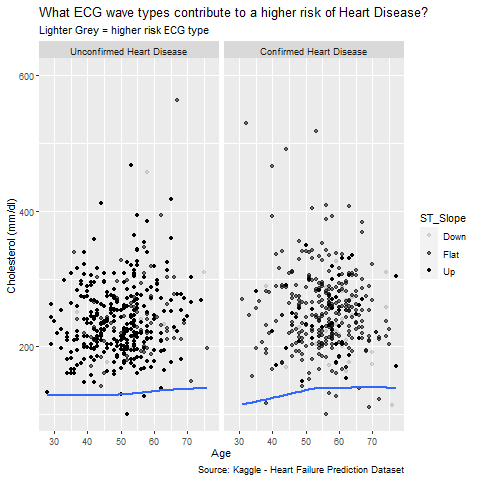 What ECG wave types contribute to a higher risk of Heart Disease?
Lighter Grey = higher risk ECG type
Unconfirmed Heart Disease
Confirmed Heart Disease
600
400
200
Cholesterol (mm/dl)
30 40 50 60 70
30 40 50 60 70
Age
ST_Slope
Down
Flat
Up
Source: Kaggle - Heart Failure Prediction Dataset